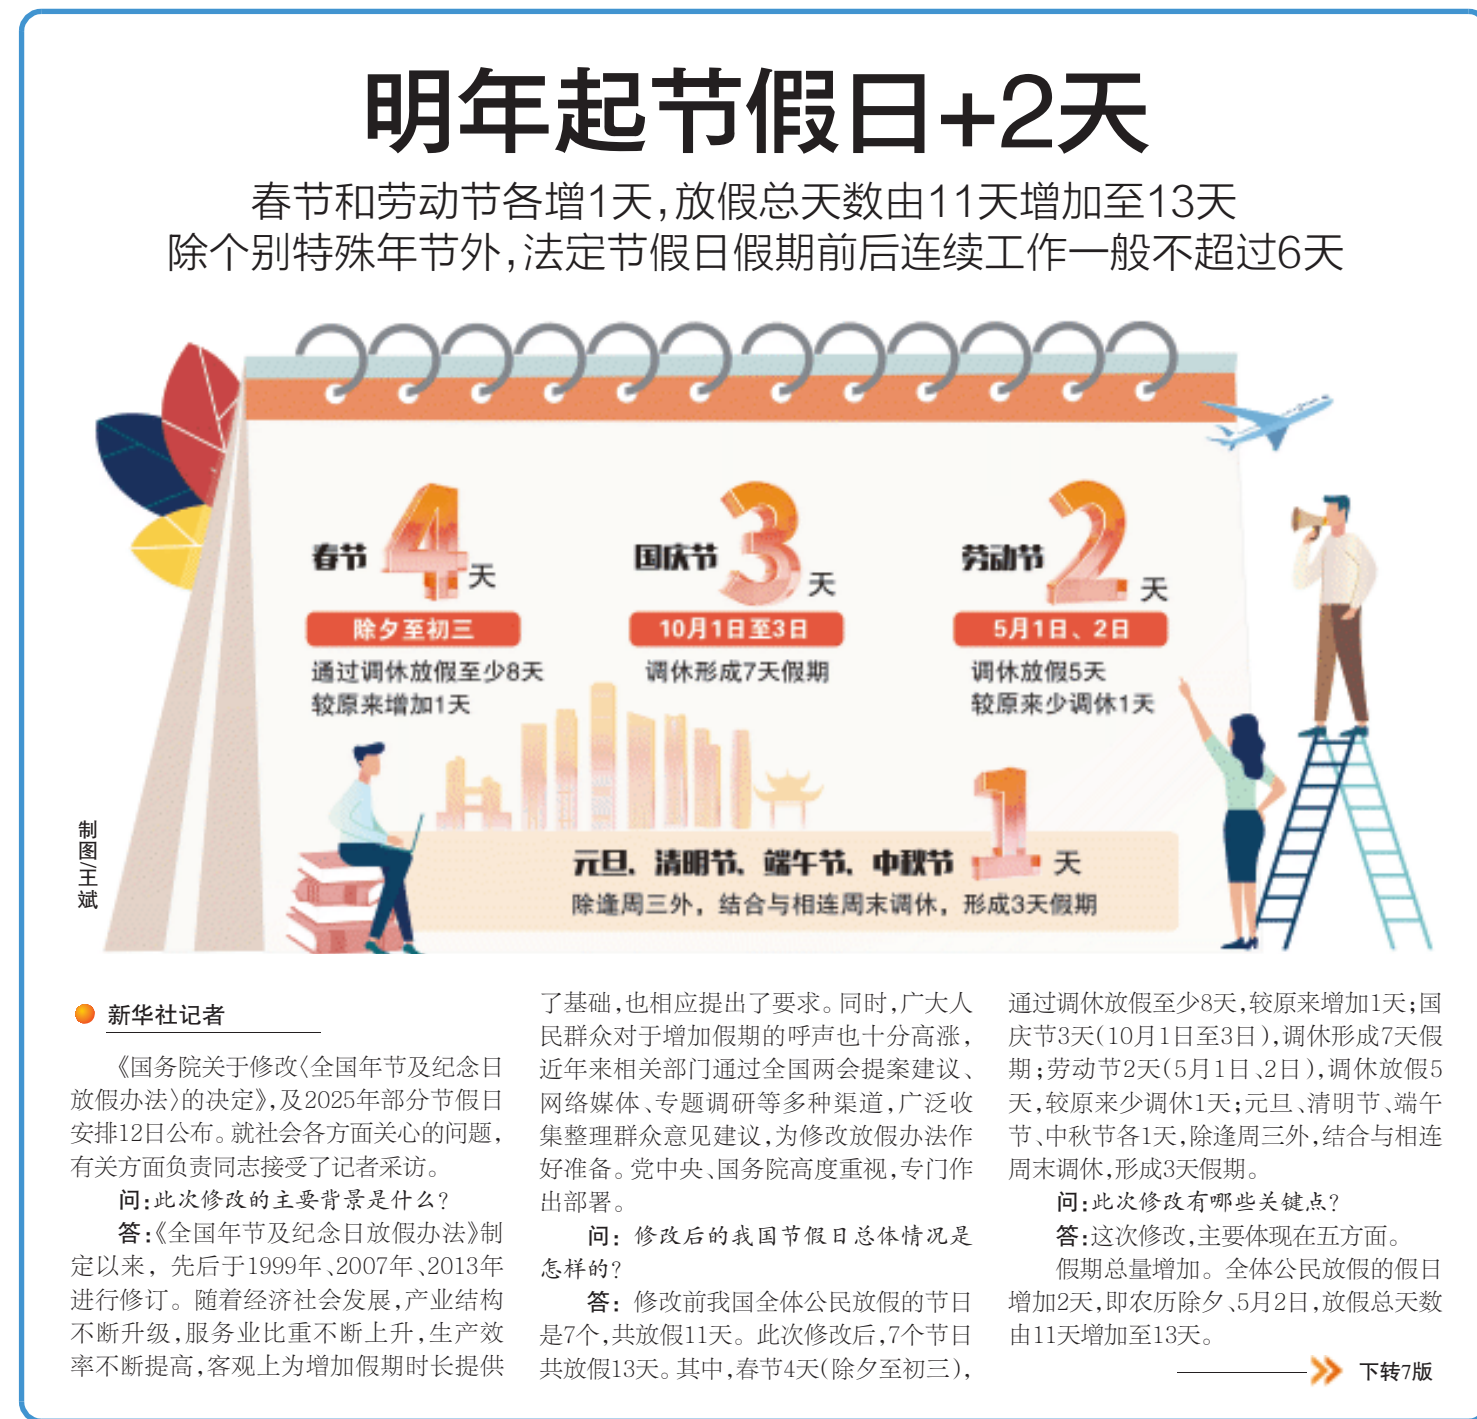 明年起节假日+2天
春节和劳动节各增1天,放假总天数由11天增加至13天
除个别特殊年节外,法定节假日假期前后连续工作一般不超过6天
春节 4天
除夕至初三
通过调休放假至少8天
较原来增加1天
国庆节 3天
10月1日至3日
调休形成7天假期
劳动节 2天
5月1日、2日
调休放假5天
较原来少调休1天
元旦、清明节、端午节、中秋节 1天
除逢周三外，结合与相连周末调休，形成3天假期
制图/王斌
新华社记者
《国务院关于修改〈全国年节及纪念日
放假办法〉的决定》,及2025年部分节假日
安排12日公布。就社会各方面关心的问题,
有关方面负责同志接受了记者采访。
问:此次修改的主要背景是什么?
答:《全国年节及纪念日放假办法》制
定以来, 先后于1999年、2007年、2013年
进行修订。随着经济社会发展,产业结构
不断升级,服务业比重不断上升,生产效
率不断提高,客观上为增加假期时长提供
了基础,也相应提出了要求。同时,广大人
民群众对于增加假期的呼声也十分高涨,
近年来相关部门通过全国两会提案建议、
网络媒体、专题调研等多种渠道,广泛收
集整理群众意见建议,为修改放假办法作
好准备。党中央、国务院高度重视,专门作
出部署。
问: 修改后的我国节假日总体情况是
怎样的?
答: 修改前我国全体公民放假的节日
是7个,共放假11天。此次修改后,7个节日
共放假13天。其中,春节4天(除夕至初三),
通过调休放假至少8天,较原来增加1天;国
庆节3天(10月1日至3日),调休形成7天假
期;劳动节2天(5月1日、2日),调休放假5
天,较原来少调休1天;元旦、清明节、端午
节、中秋节各1天,除逢周三外,结合与相连
周末调休,形成3天假期。
问:此次修改有哪些关键点?
答:这次修改,主要体现在五方面。
假期总量增加。全体公民放假的假日
增加2天,即农历除夕、5月2日,放假总天数
由11天增加至13天。
下转7版